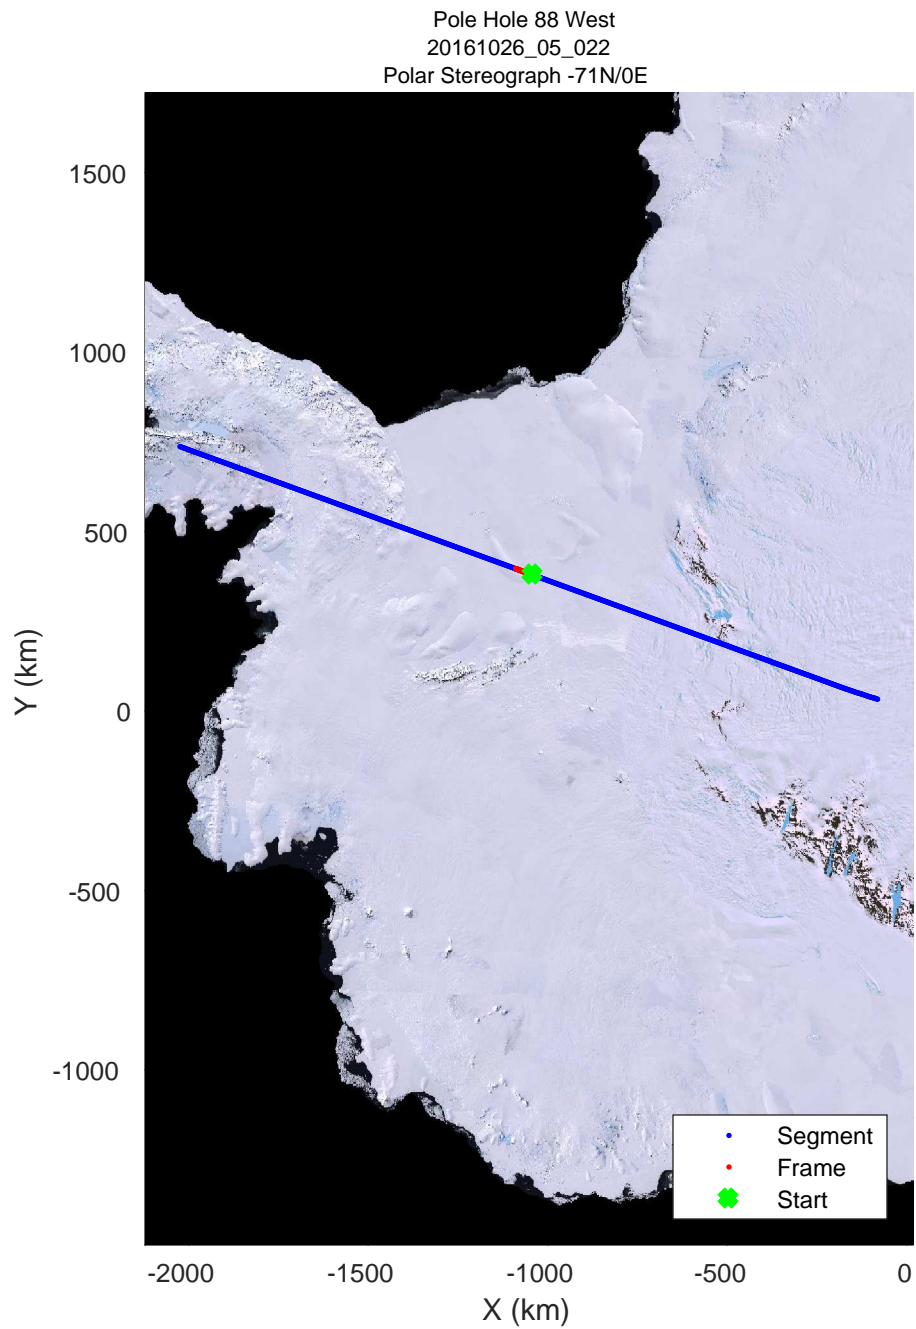 Pole Hole 88 West
20161026_05_022
Polar Stereograph -71N/0E
1500
1000
500
0
-500
-1000
Y (km)
Segment
Frame
Start
-2000 -1500 -1000 -500 0
X (km)